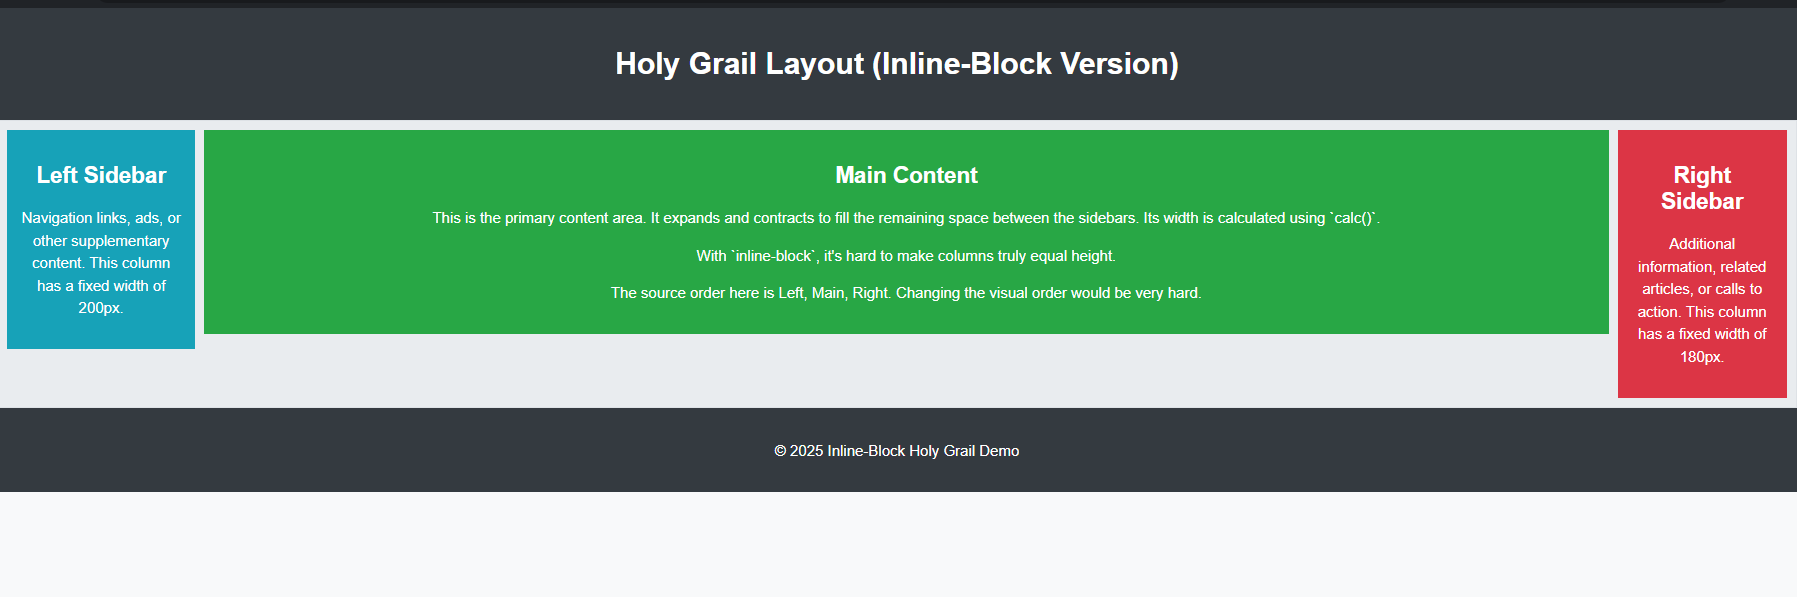 Holy Grail Layout (Inline-Block Version)
Left Sidebar
Navigation links, ads, or
other supplementary
content. This column
has a fixed width of
200px.
Main Content
This is the primary content area. It expands and contracts to fill the remaining space between the sidebars. Its width is calculated using `calc()`.
With `inline-block`, it's hard to make columns truly equal height.
The source order here is Left, Main, Right. Changing the visual order would be very hard.
Right
Sidebar
Additional
information, related
articles, or calls to
action. This column
has a fixed width of
180px.
© 2025 Inline-Block Holy Grail Demo